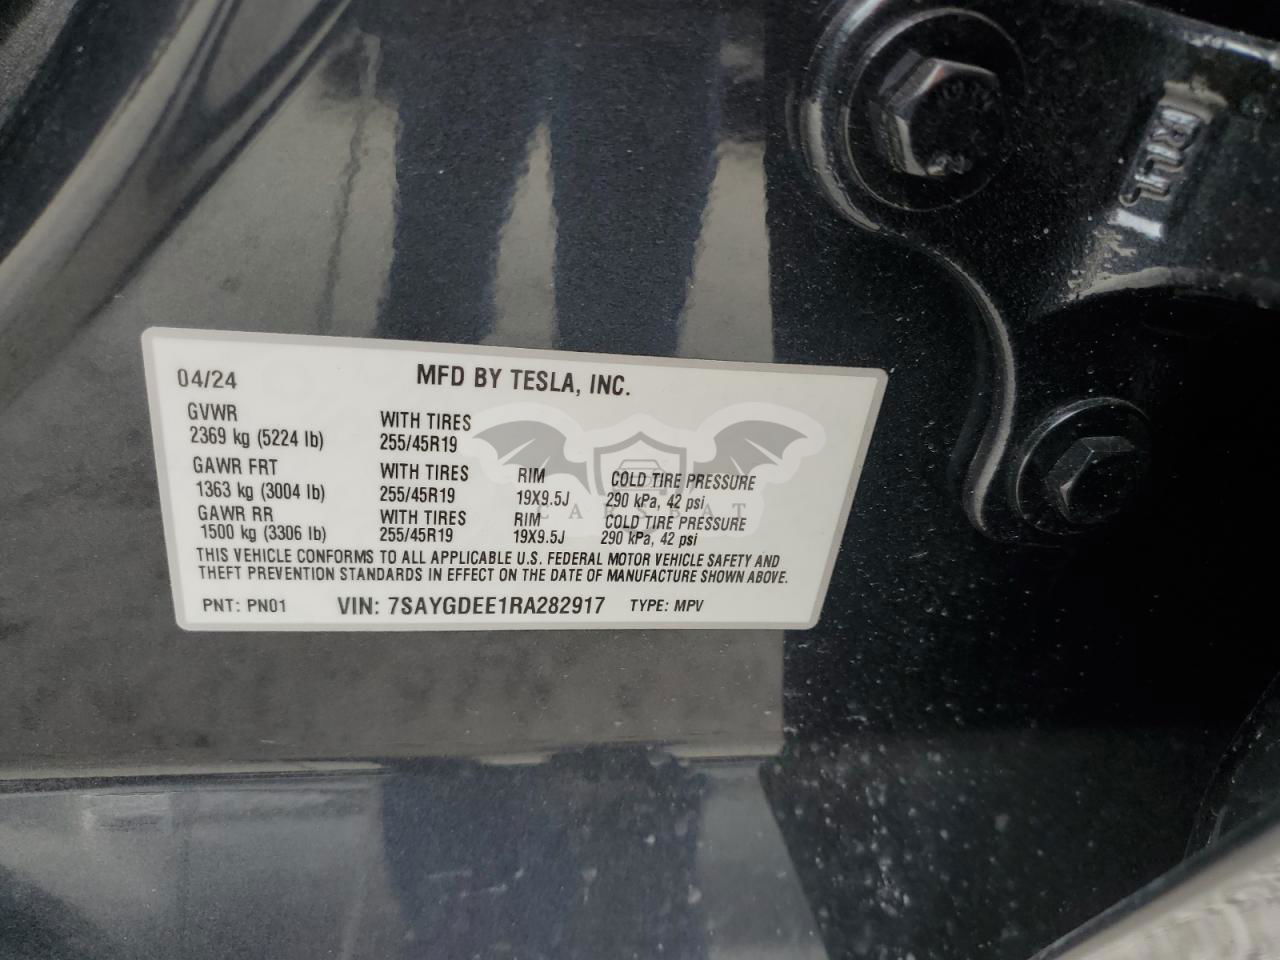 04/24 MFD BY TESLA, INC.
GVWR WITH TIRES
2369 kg (5224 lb) 255/45R19
GAWR FRT WITH TIRES RIM COLD TIRE PRESSURE
1363 kg (3004 lb) 255/45R19 19X9.5J 290 kPa, 42 psi
GAWR RR WITH TIRES RIM COLD TIRE PRESSURE
1500 kg (3306 lb) 255/45R19 19X9.5J 290 kPa, 42 psi
THIS VEHICLE CONFORMS TO ALL APPLICABLE U.S. FEDERAL MOTOR VEHICLE SAFETY AND
THEFT PREVENTION STANDARDS IN EFFECT ON THE DATE OF MANUFACTURE SHOWN ABOVE.
PNT: PN01 VIN: 7SAYGDEE1RA282917 TYPE: MPV
CARSBAT